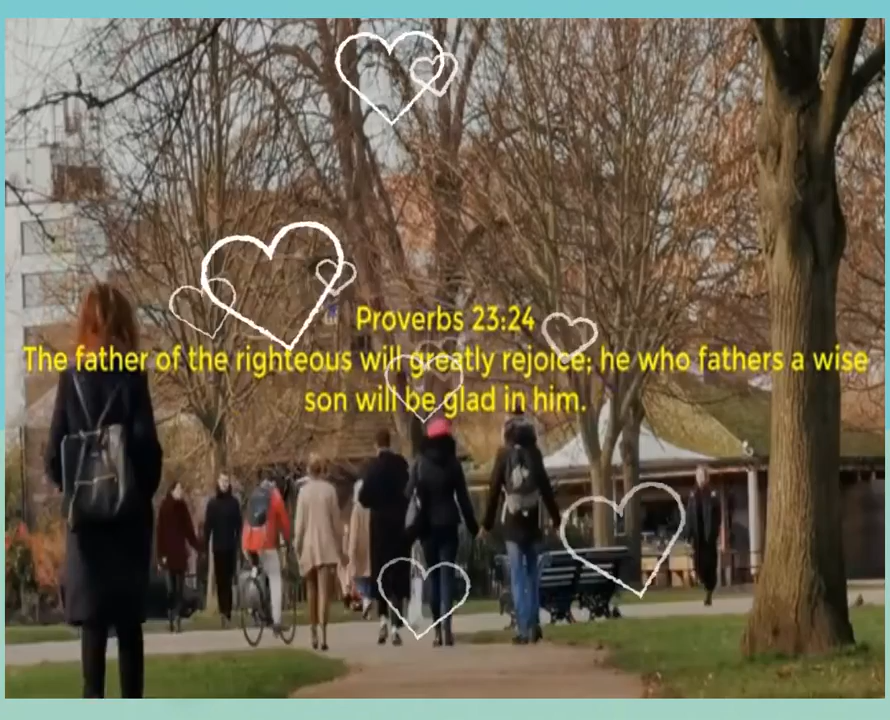 Proverbs 23:24
The father of the righteous will greatly rejoice; he who fathers a wise
son will be glad in him.